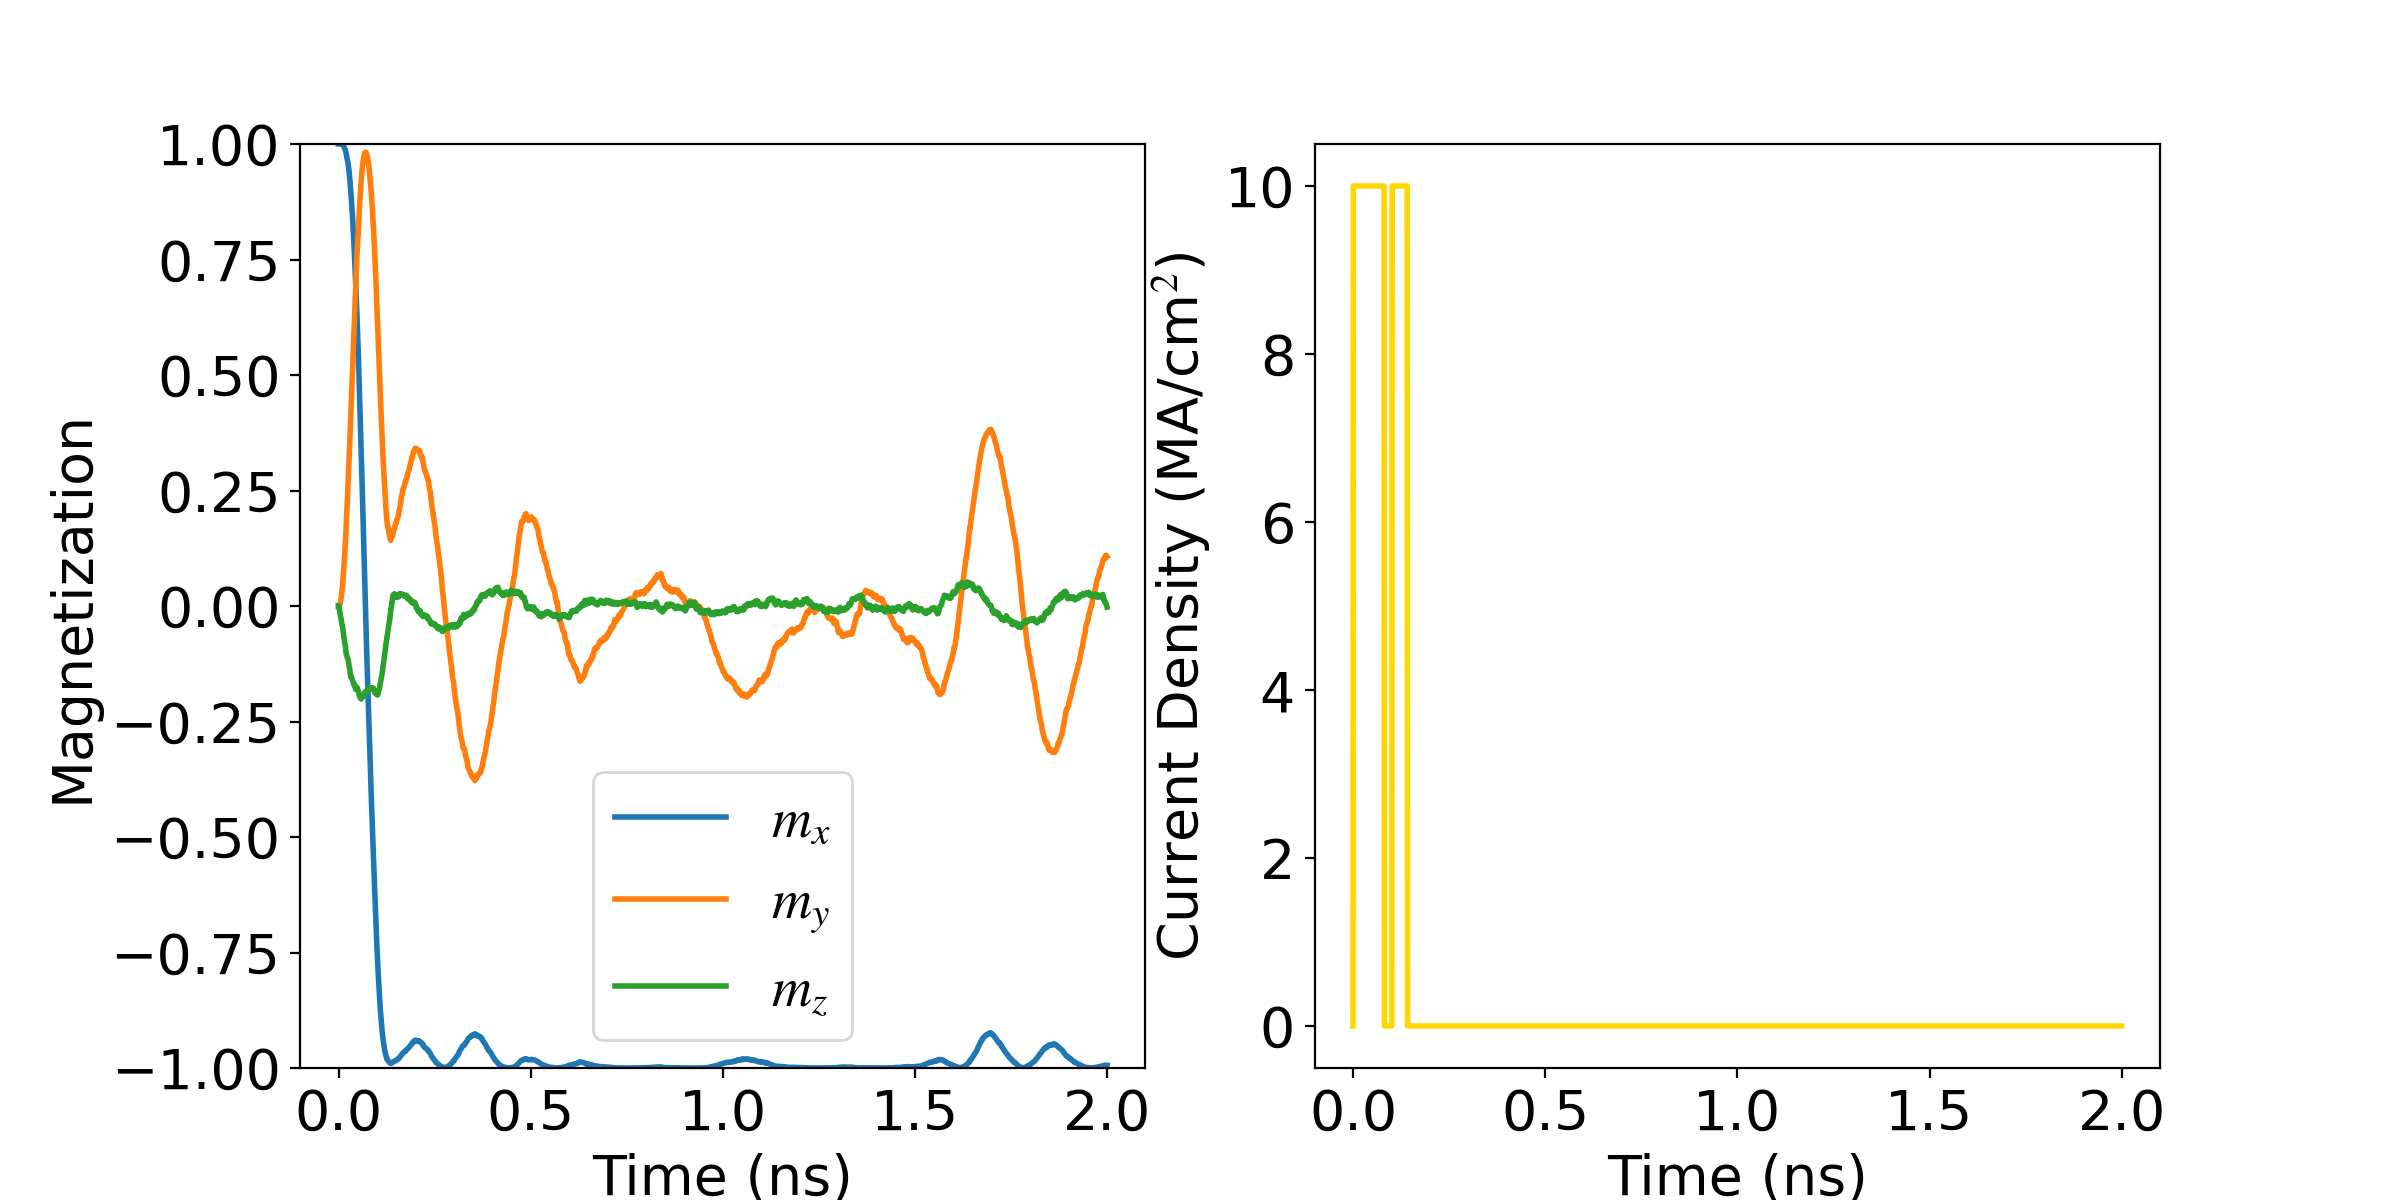 Magnetization
1.00
0.75
0.50
0.25
0.00
−0.25
−0.50
−0.75
−1.00
0.0 0.5 1.0 1.5 2.0
Time (ns)
m_x
m_y
m_z
Current Density (MA/cm²)
10
8
6
4
2
0
0.0 0.5 1.0 1.5 2.0
Time (ns)